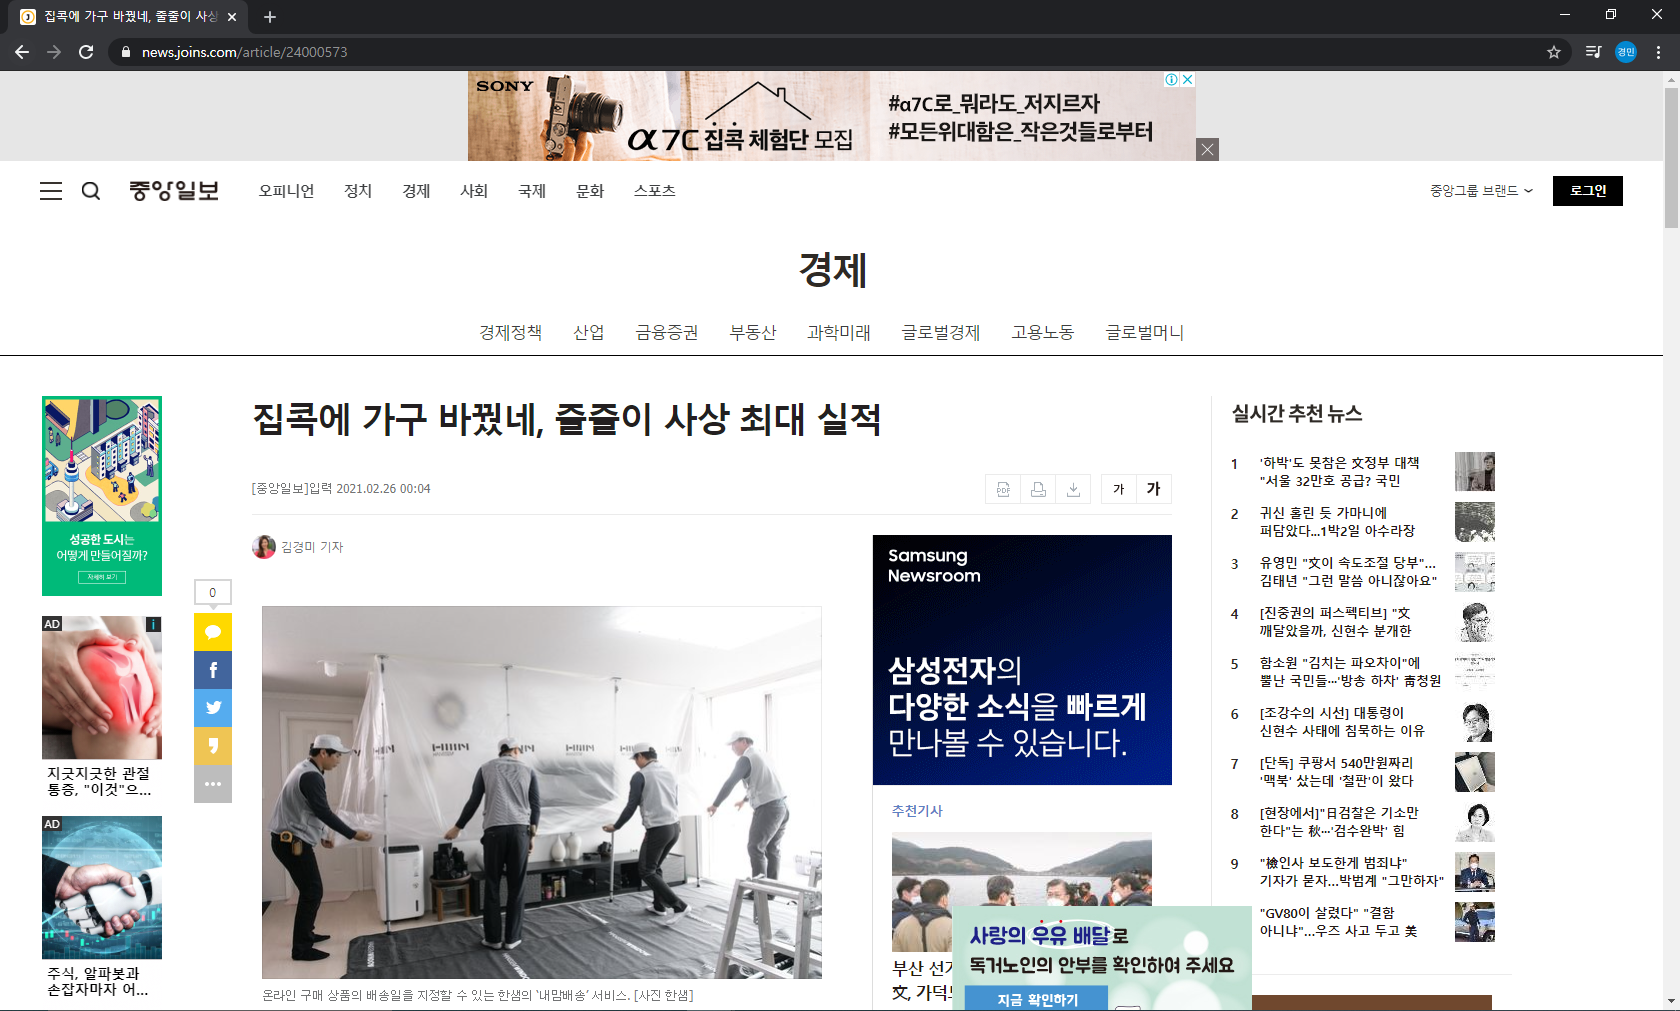 집콕에 가구 바꿨네, 줄줄이 사상
news.joins.com/article/24000573
경민
SONY
α7C 집콕 체험단 모집
#α7C로_뭐라도_저지르자
#모든위대함은_작은것들로부터
중앙일보
오피니언 정치 경제 사회 국제 문화 스포츠
중앙그룹 브랜드
로그인
경제
경제정책 산업 금융증권 부동산 과학미래 글로벌경제 고용노동 글로벌머니
집콕에 가구 바꿨네, 줄줄이 사상 최대 실적
[중앙일보]입력 2021.02.26 00:04
PDF
가 가
김경미 기자
0
온라인 구매 상품의 배송일을 지정할 수 있는 한샘의 '내맘배송' 서비스. [사진 한샘]
성공한 도시는
어떻게 만들어질까?
자세히 보기
AD
지긋지긋한 관절
통증, "이것"으...
AD
주식, 알파봇과
손잡자마자 어...
Samsung
Newsroom
삼성전자의
다양한 소식을 빠르게
만나볼 수 있습니다.
추천기사
부산 선거
文, 가덕도
사랑의 우유 배달로
독거노인의 안부를 확인하여 주세요
지금 확인하기
실시간 추천 뉴스
1 '하박'도 못참은 文정부 대책
"서울 32만호 공급? 국민
2 귀신 홀린 듯 가마니에
퍼담았다...1박2일 아수라장
3 유영민 "文이 속도조절 당부"...
김태년 "그런 말씀 아니잖아요"
4 [진중권의 퍼스펙티브] "文
깨달았을까, 신현수 분개한
5 함소원 "김치는 파오차이"에
뿔난 국민들…'방송 하차' 靑청원
6 [조강수의 시선] 대통령이
신현수 사태에 침묵하는 이유
7 [단독] 쿠팡서 540만원짜리
'맥북' 샀는데 '철판'이 왔다
8 [현장에서]"日검찰은 기소만
한다"는 秋…'검수완박' 힘
9 "檢인사 보도한게 범죄냐"
기자가 묻자...박범계 "그만하자"
"GV80이 살렸다" "결함
아니냐"...우즈 사고 두고 美